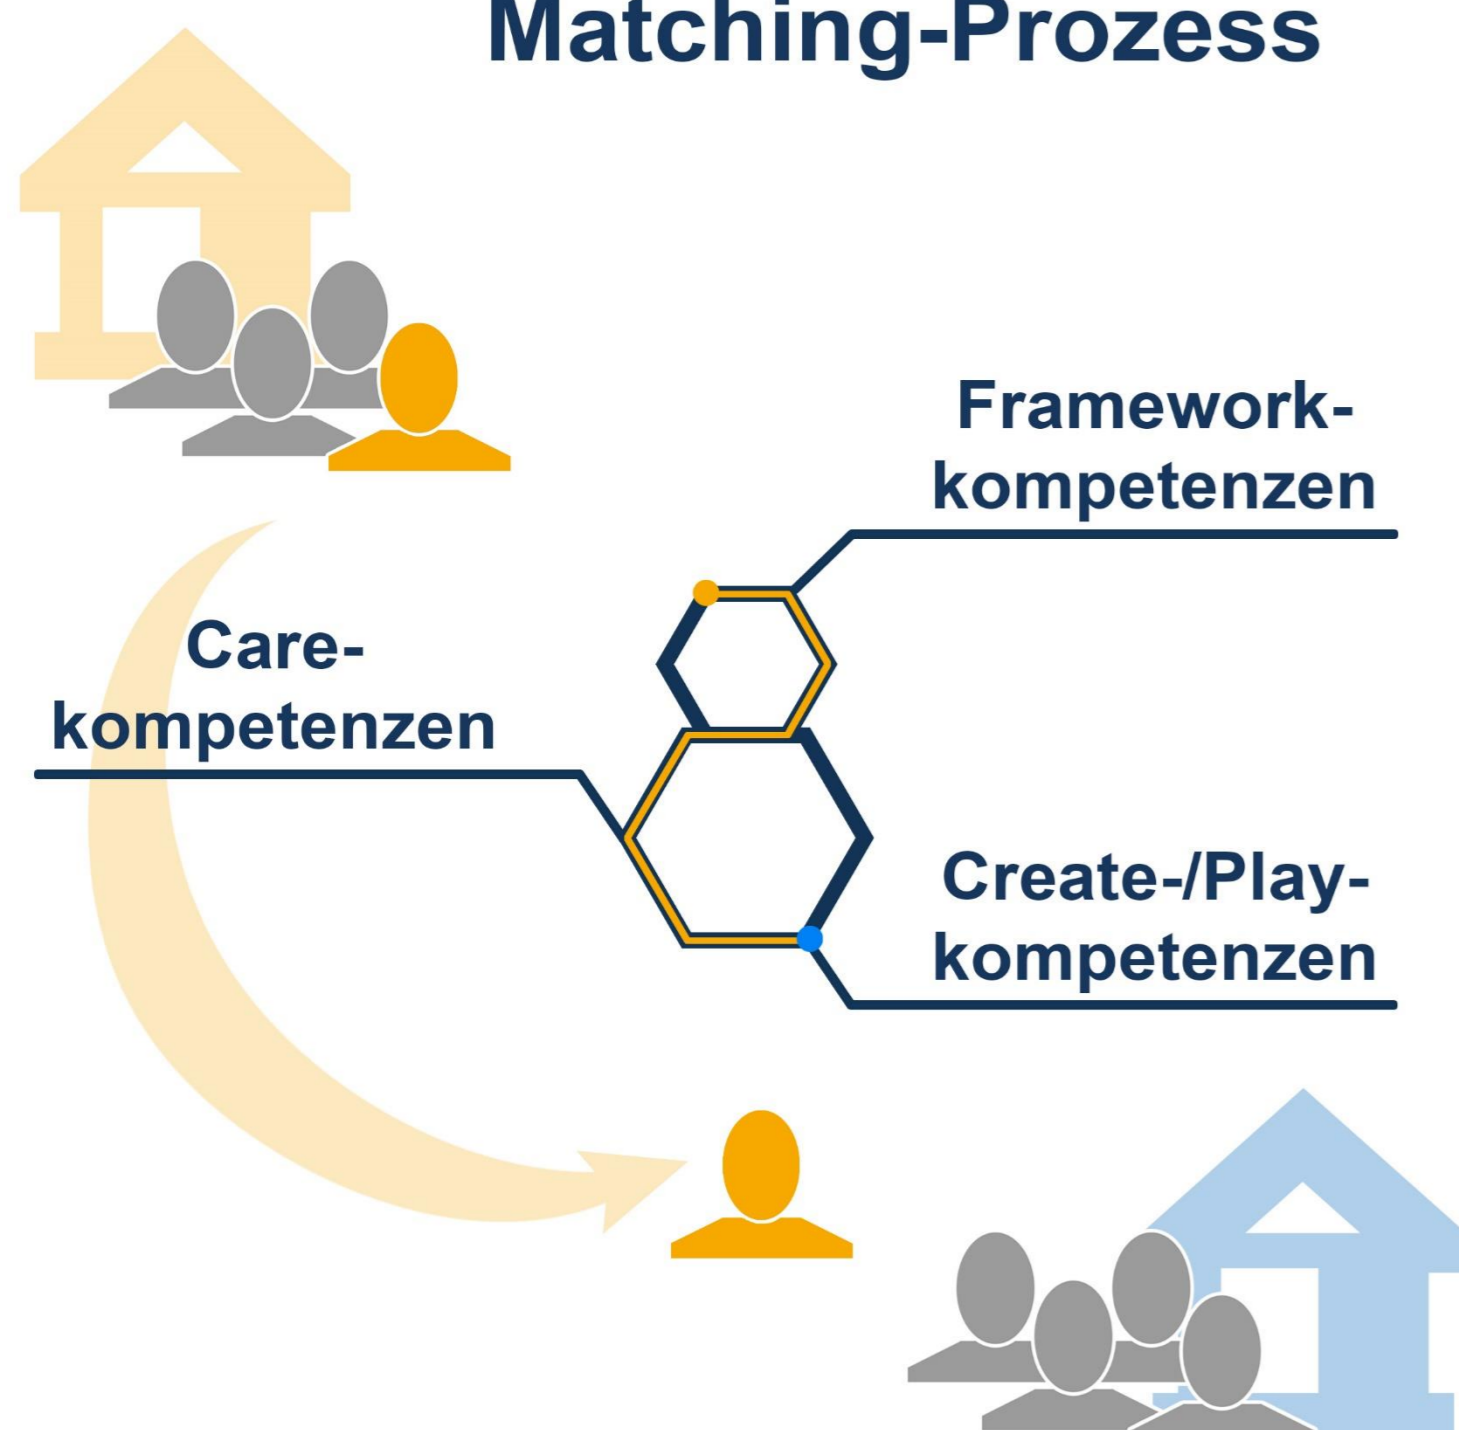 Matching-Prozess
Framework-
kompetenzen
Care-
kompetenzen
Create-/Play-
kompetenzen